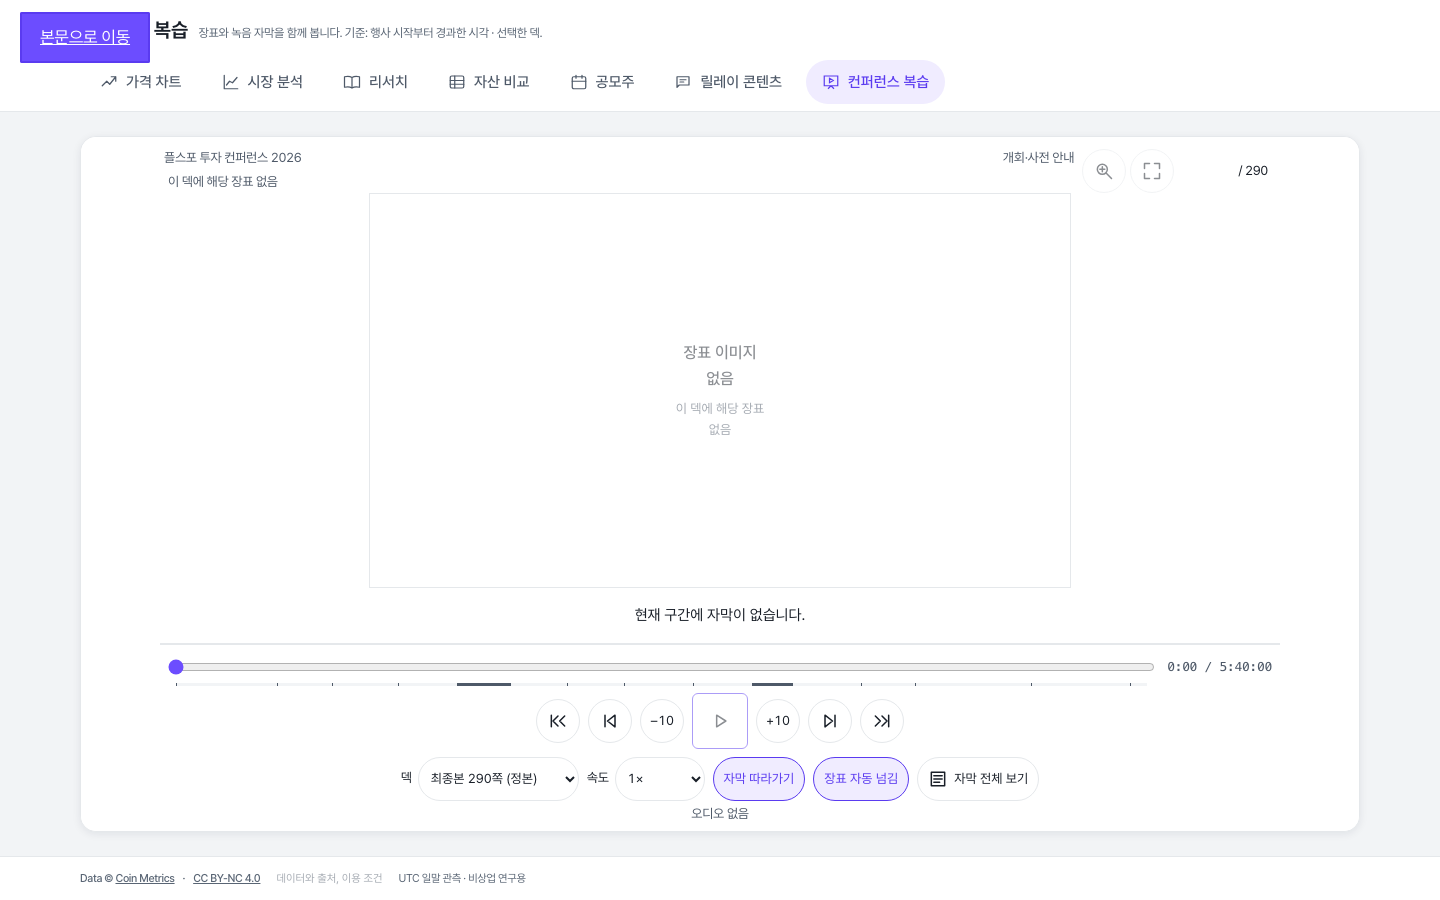 본문으로 이동
복습 장표와 녹음 자막을 함께 봅니다. 기준: 행사 시작부터 경과한 시각 · 선택한 덱.
가격 차트 시장 분석 리서치 자산 비교 공모주 릴레이 콘텐츠 컨퍼런스 복습
플스포 투자 컨퍼런스 2026 개회·사전 안내
이 덱에 해당 장표 없음 / 290
장표 이미지
없음
이 덱에 해당 장표
없음
현재 구간에 자막이 없습니다.
0:00 / 5:40:00
−10 +10
덱 최종본 290쪽 (정본) 속도 1× 자막 따라가기 장표 자동 넘김 자막 전체 보기
오디오 없음
Data © Coin Metrics · CC BY-NC 4.0 데이터와 출처, 이용 조건 UTC 일말 관측 · 비상업 연구용